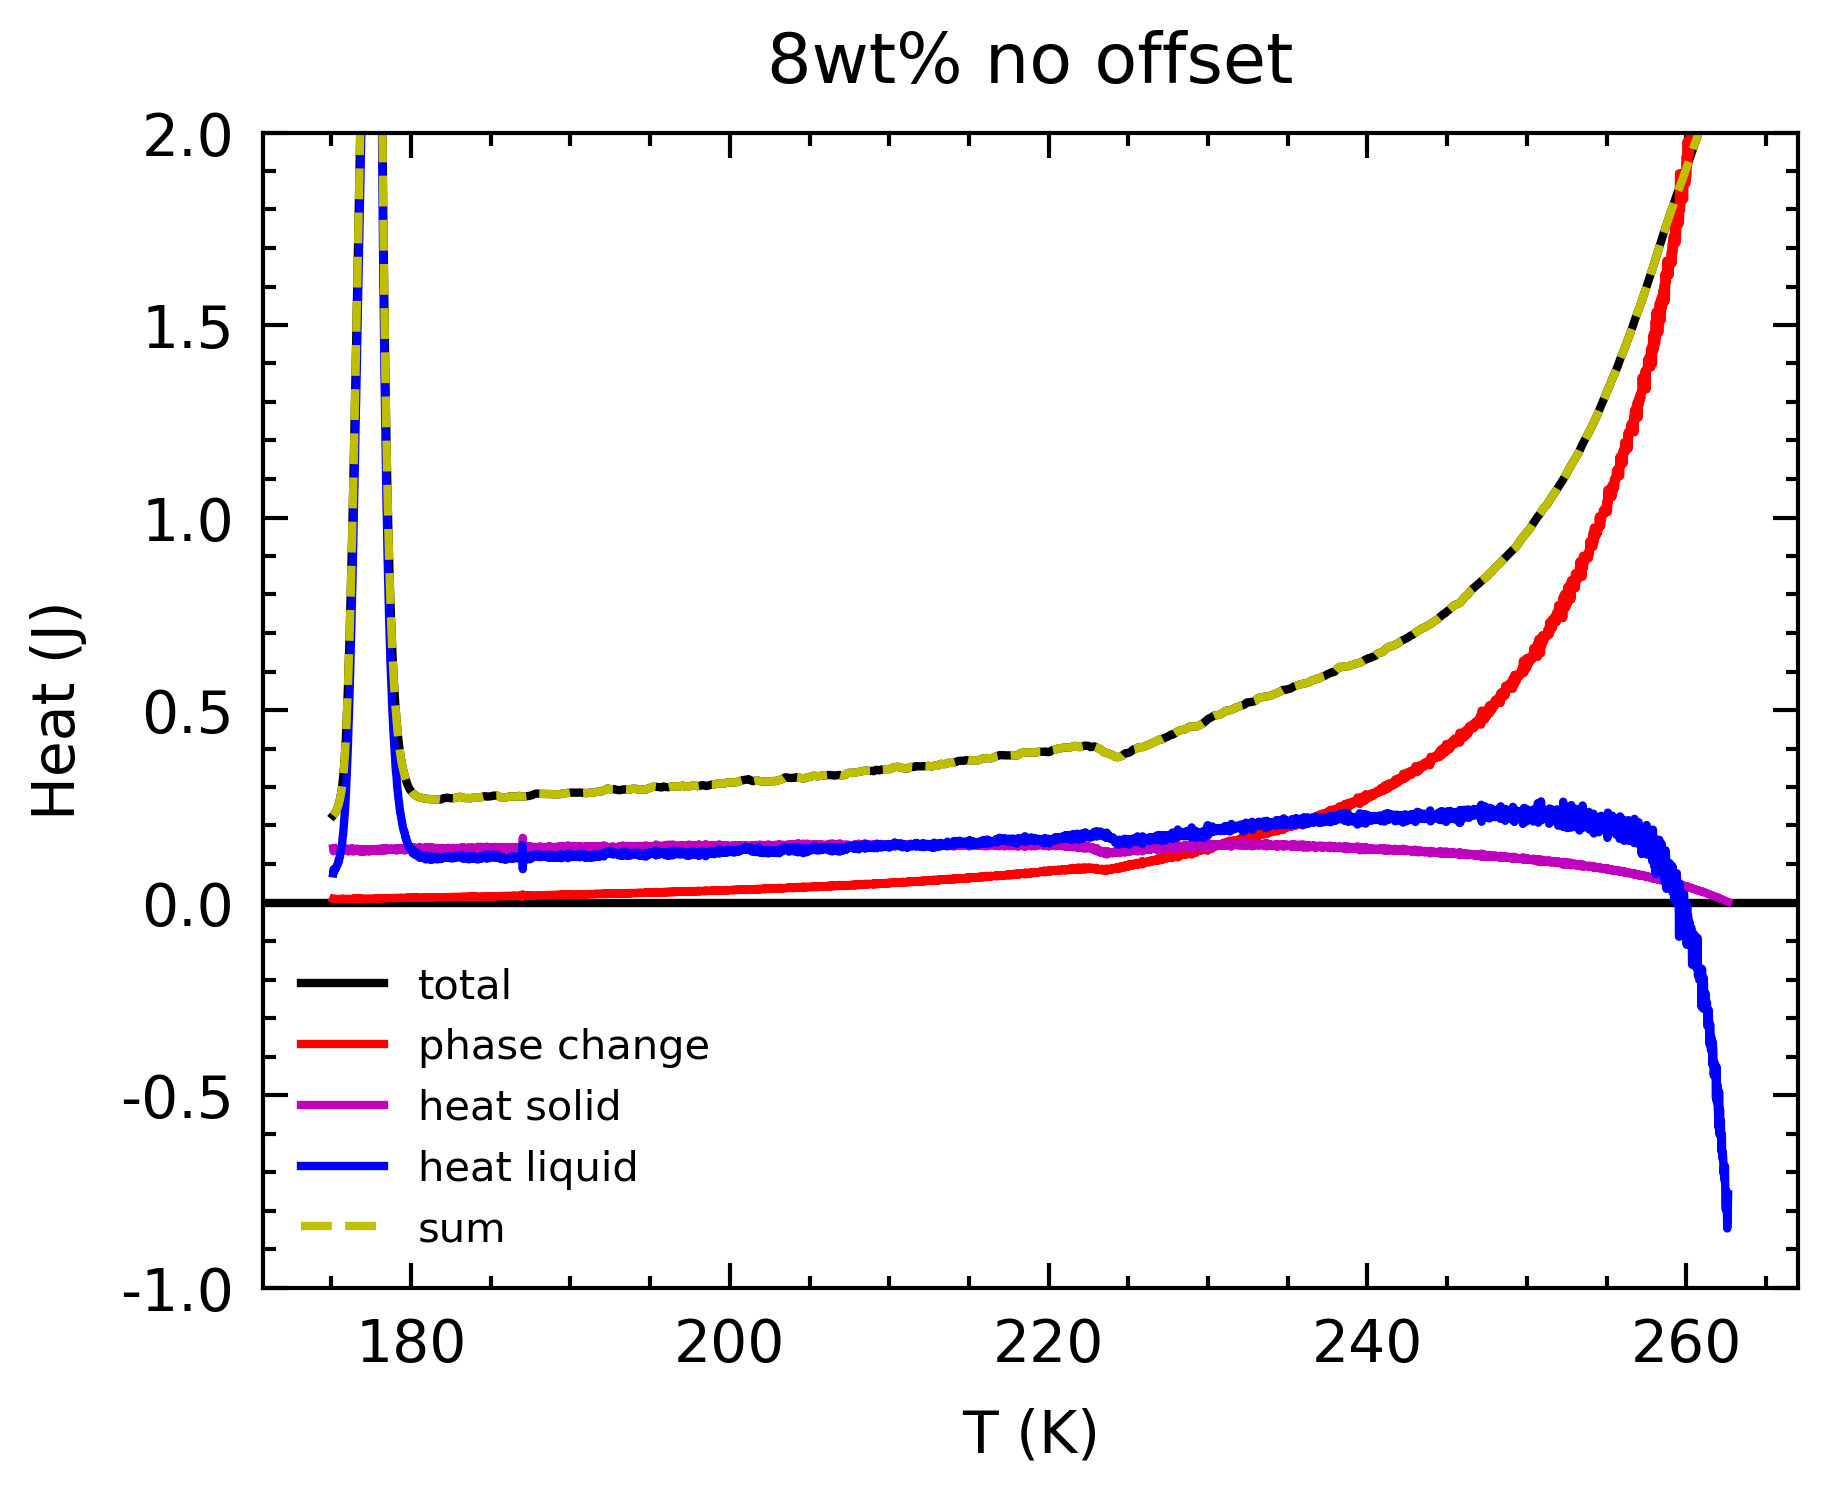 8wt% no offset
2.0
1.5
1.0
0.5
0.0
-0.5
-1.0
Heat (J)
total
phase change
heat solid
heat liquid
sum
180 200 220 240 260
T (K)